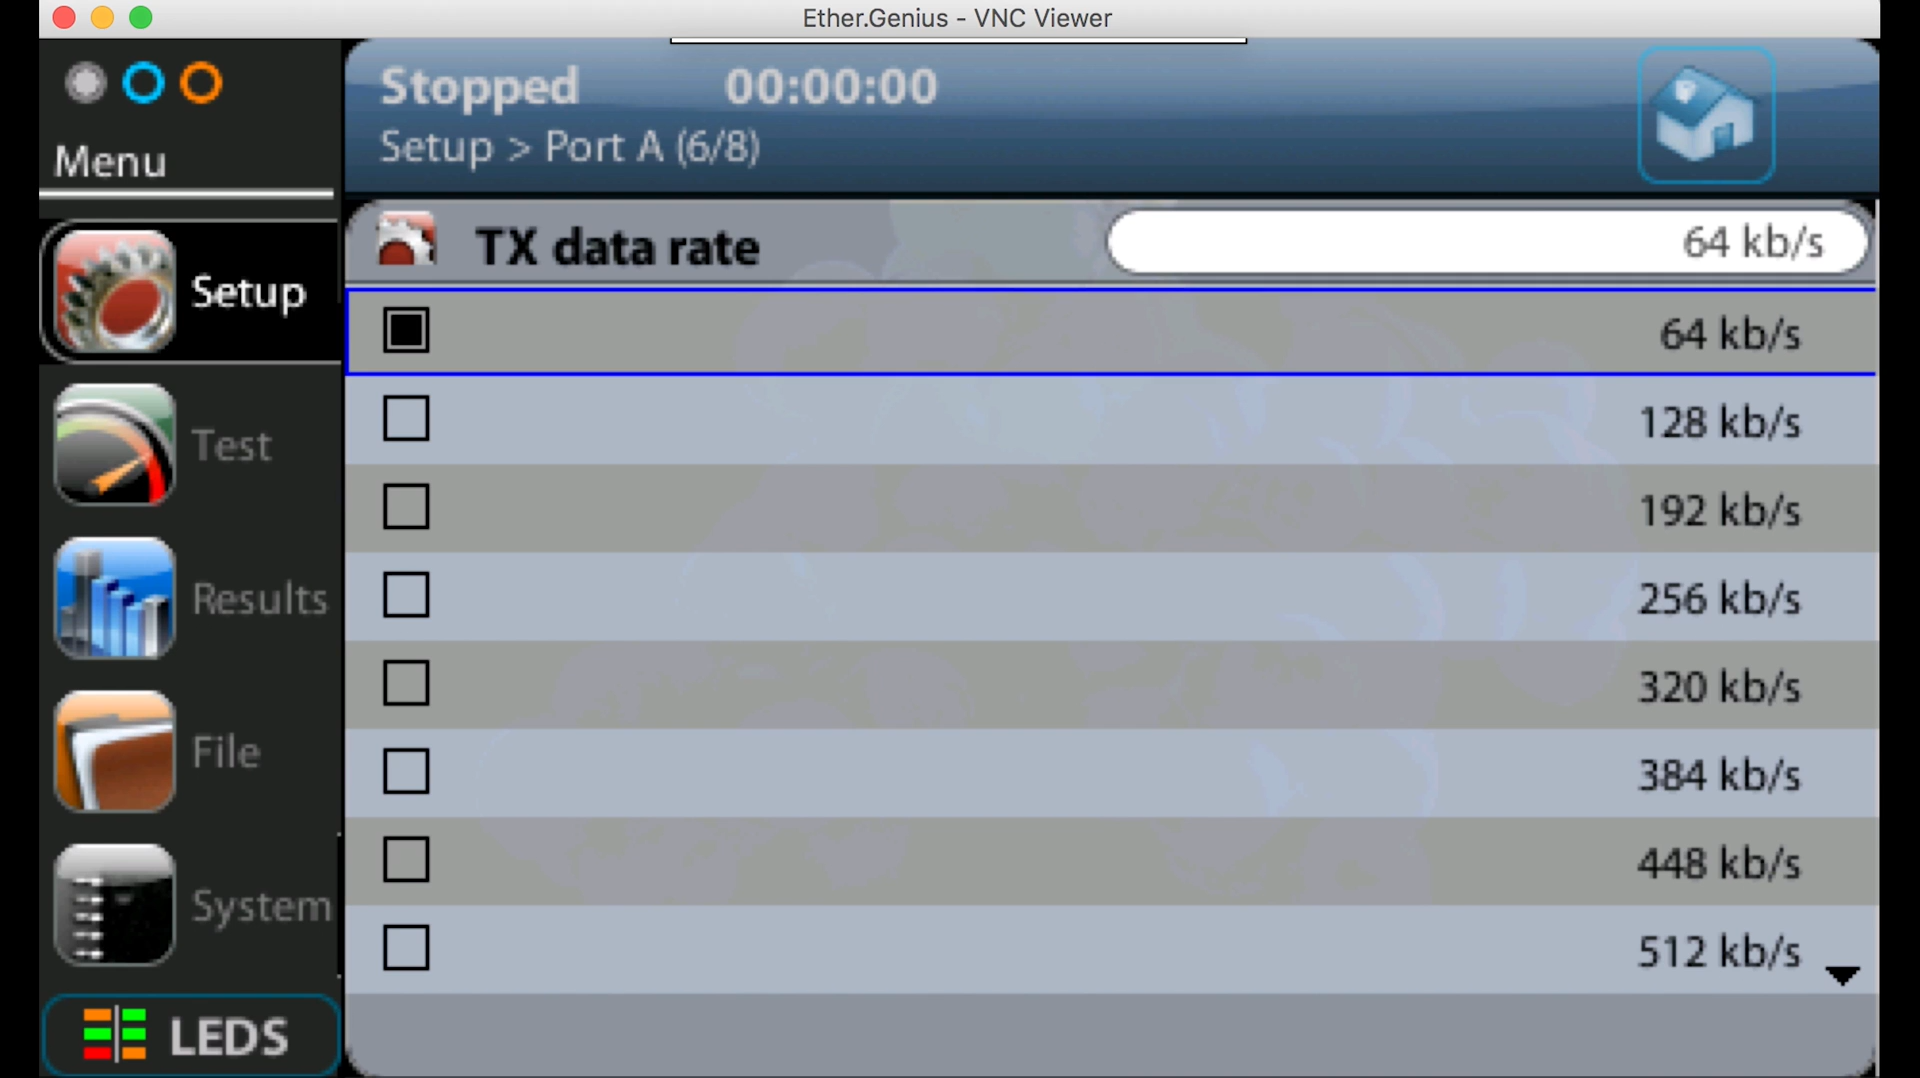 Ether.Genius - VNC Viewer
Stopped 00:00:00
Setup > Port A (6/8)
Menu
TX data rate 64 kb/s
Setup
Test
Results
File
System
LEDS
64 kb/s
128 kb/s
192 kb/s
256 kb/s
320 kb/s
384 kb/s
448 kb/s
512 kb/s